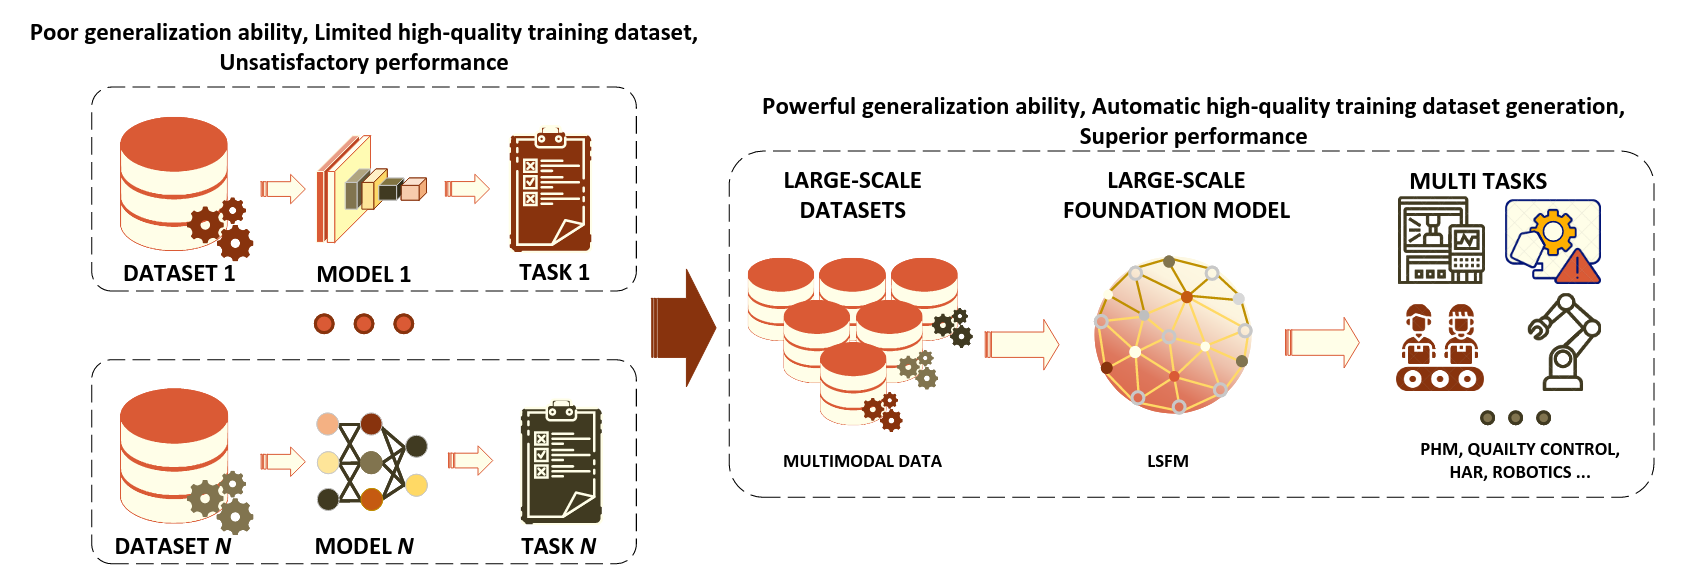 Poor generalization ability, Limited high-quality training dataset,
Unsatisfactory performance
DATASET 1
MODEL 1
TASK 1
DATASET N
MODEL N
TASK N
Powerful generalization ability, Automatic high-quality training dataset generation,
Superior performance
LARGE-SCALE
DATASETS
LARGE-SCALE
FOUNDATION MODEL
MULTI TASKS
MULTIMODAL DATA
LSFM
PHM, QUAILTY CONTROL,
HAR, ROBOTICS ...